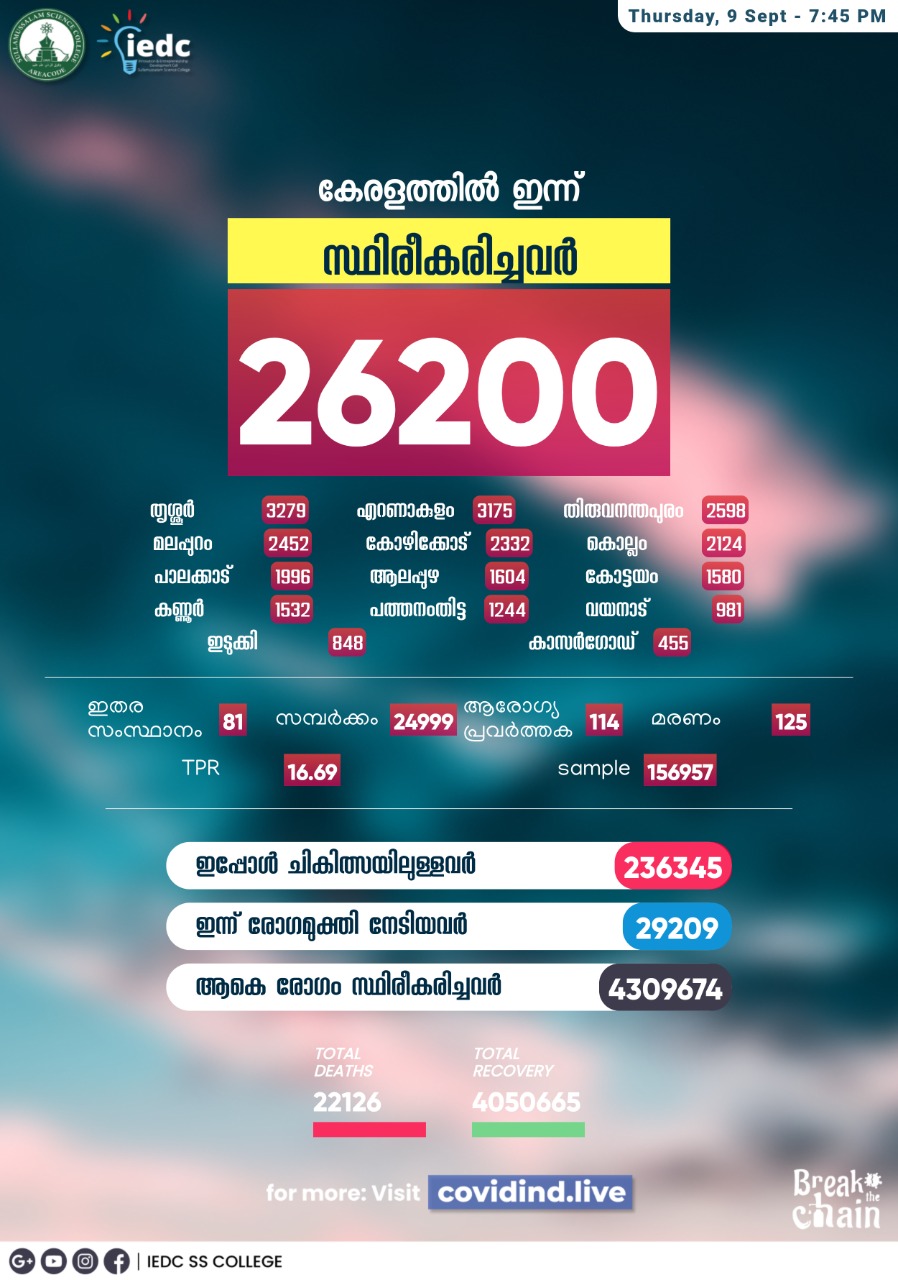 Thursday, 9 Sept - 7:45 PM
SULLAMUSSALAM SCIENCE COLLEGE
AREACODE
iedc
കേരളത്തിൽ ഇന്ന്
സ്ഥിരീകരിച്ചവർ
26200
തൃശ്ശൂർ 3279 എറണാകുളം 3175 തിരുവനന്തപുരം 2598
മലപ്പുറം 2452 കോഴിക്കോട് 2332 കൊല്ലം 2124
പാലക്കാട് 1996 ആലപ്പുഴ 1604 കോട്ടയം 1580
കണ്ണൂർ 1532 പത്തനംതിട്ട 1244 വയനാട് 981
ഇടുക്കി 848 കാസർഗോഡ് 455
ഇതര
സംസ്ഥാനം 81 സമ്പർക്കം 24999 ആരോഗ്യ
പ്രവർത്തക 114 മരണം 125
TPR 16.69 sample 156957
ഇപ്പോൾ ചികിത്സയിലുള്ളവർ 236345
ഇന്ന് രോഗമുക്തി നേടിയവർ 29209
ആകെ രോഗം സ്ഥിരീകരിച്ചവർ 4309674
TOTAL
DEATHS
22126
TOTAL
RECOVERY
4050665
for more: Visit covidind.live
Break
the
chain
G+ f | IEDC SS COLLEGE